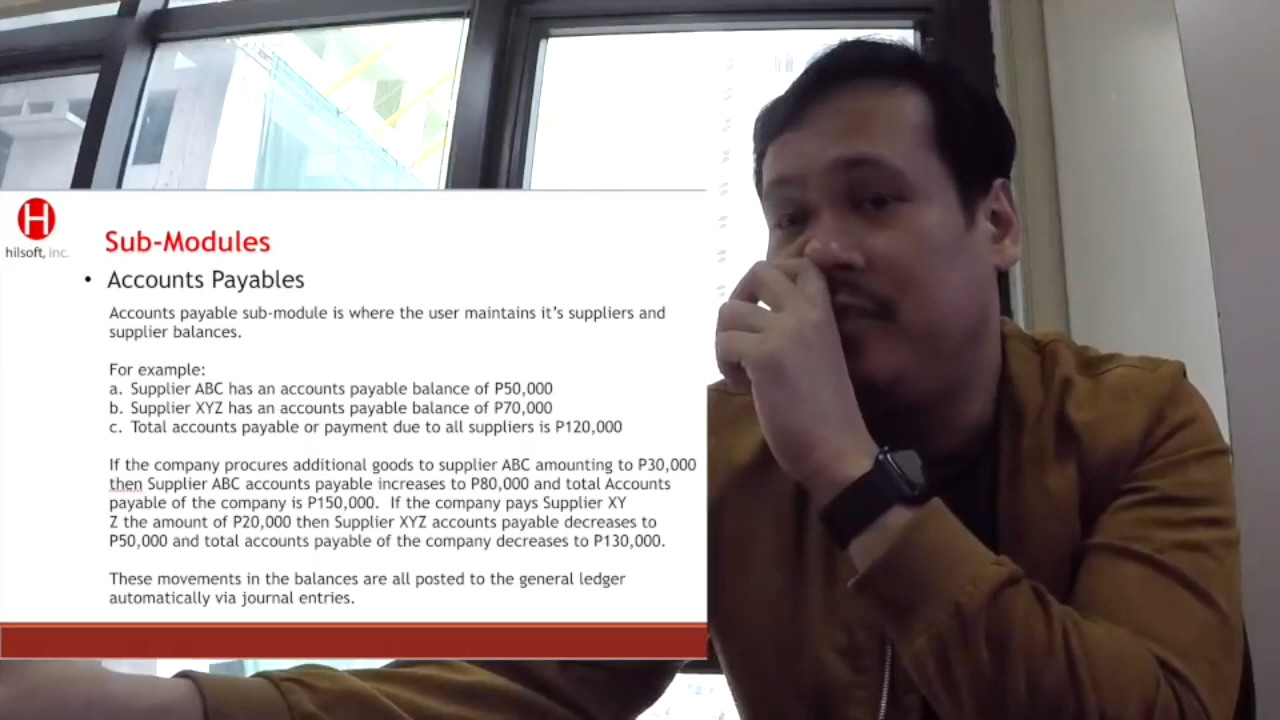 H
hilsoft, inc.
Sub-Modules
• Accounts Payables
Accounts payable sub-module is where the user maintains it's suppliers and
supplier balances.
For example:
a. Supplier ABC has an accounts payable balance of P50,000
b. Supplier XYZ has an accounts payable balance of P70,000
c. Total accounts payable or payment due to all suppliers is P120,000
If the company procures additional goods to supplier ABC amounting to P30,000
then Supplier ABC accounts payable increases to P80,000 and total Accounts
payable of the company is P150,000. If the company pays Supplier XY
Z the amount of P20,000 then Supplier XYZ accounts payable decreases to
P50,000 and total accounts payable of the company decreases to P130,000.
These movements in the balances are all posted to the general ledger
automatically via journal entries.